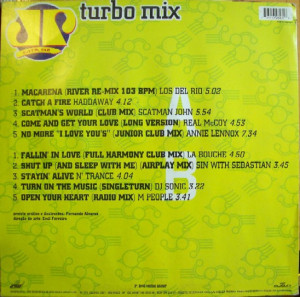 turbo mix
1. MACARENA (RIVER RE-MIX 103 BPM) LOS DEL RIO 5.02
2. CATCH A FIRE HADDAWAY 4.12
3. SCATMAN'S WORLD (CLUB MIX) SCATMAN JOHN 5.54
4. COME AND GET YOUR LOVE (LONG VERSION) REAL McCOY 4.53
5. NO MORE "I LOVE YOU'S" (JUNIOR CLUB MIX) ANNIE LENNOX 7.34
A
1. FALLIN' IN LOVE (FULL HARMONY CLUB MIX) LA BOUCHE 4.50
2. SHUT UP (AND SLEEP WITH ME) (AIRPLAY MIX) SIN WITH SEBASTIAN 3.45
3. STAYIN' ALIVE N' TRANCE 4.04
4. TURN ON THE MUSIC (SINGLETURN) DJ SONIC 3.22
5. OPEN YOUR HEART (RADIO MIX) M PEOPLE 3.41
B